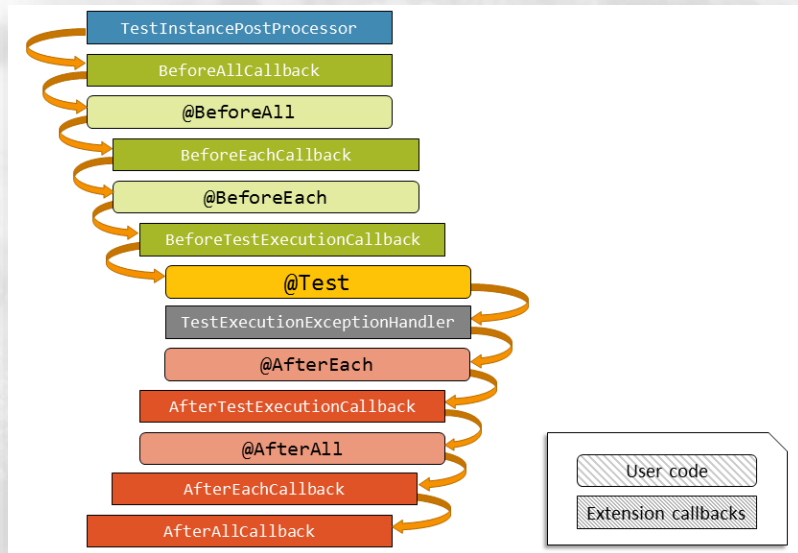 TestInstancePostProcessor
BeforeAllCallback
@BeforeAll
BeforeEachCallback
@BeforeEach
BeforeTestExecutionCallback
@Test
TestExecutionExceptionHandler
@AfterEach
AfterTestExecutionCallback
@AfterAll
AfterEachCallback
AfterAllCallback
User code
Extension callbacks